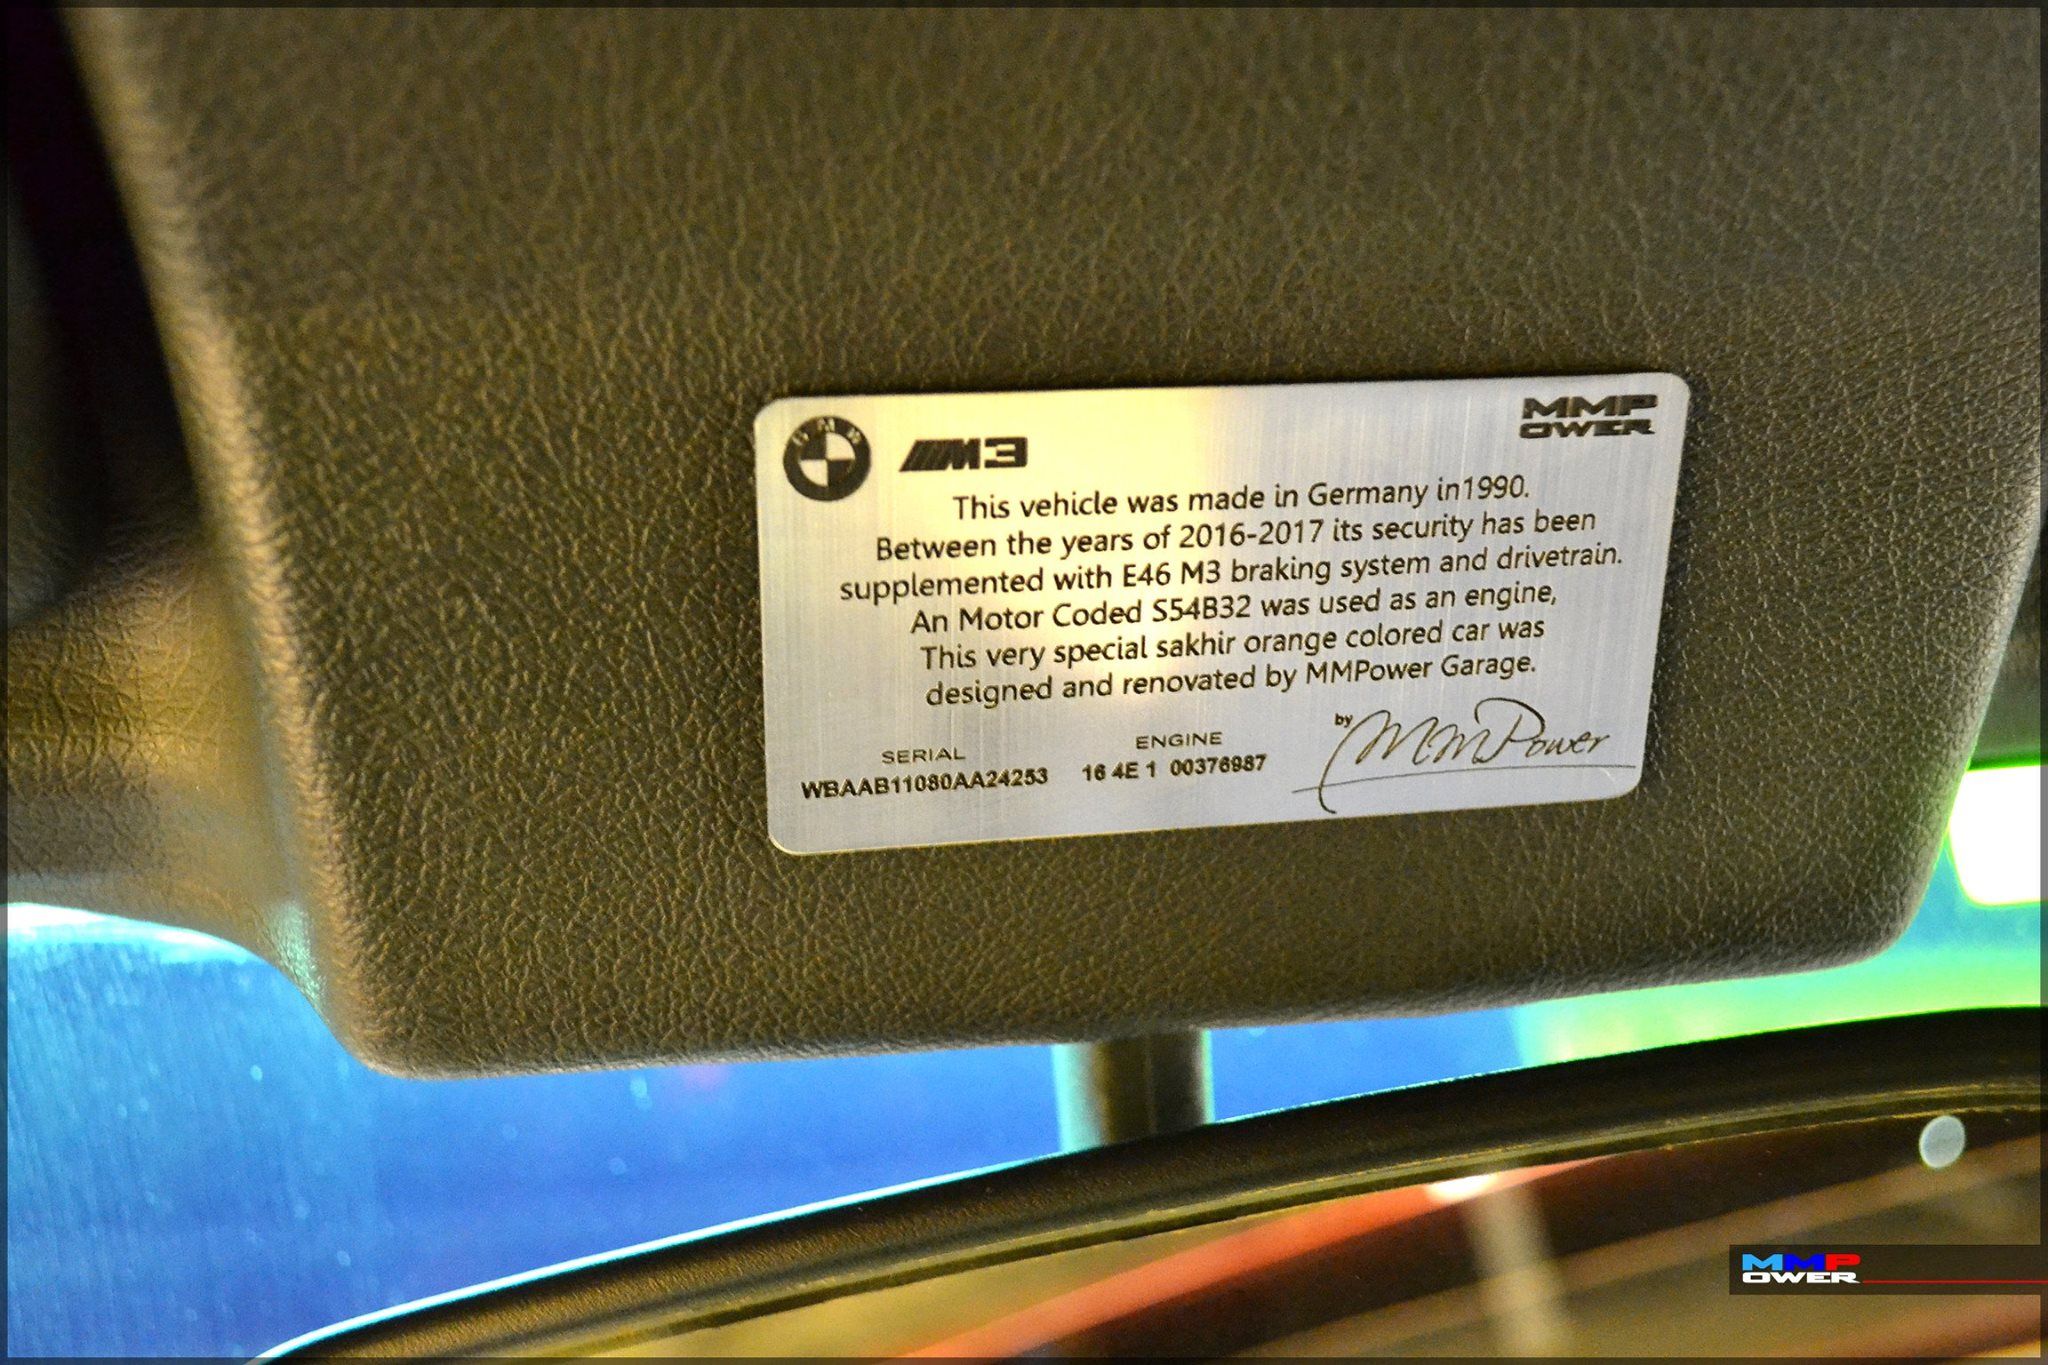 BMW
M3
MMP
OWER
This vehicle was made in Germany in1990.
Between the years of 2016-2017 its security has been
supplemented with E46 M3 braking system and drivetrain.
An Motor Coded S54B32 was used as an engine,
This very special sakhir orange colored car was
designed and renovated by MMPower Garage.
SERIAL
WBAAB11080AA24253
ENGINE
16 4E 1 00376987
by MMPower
MMP
OWER